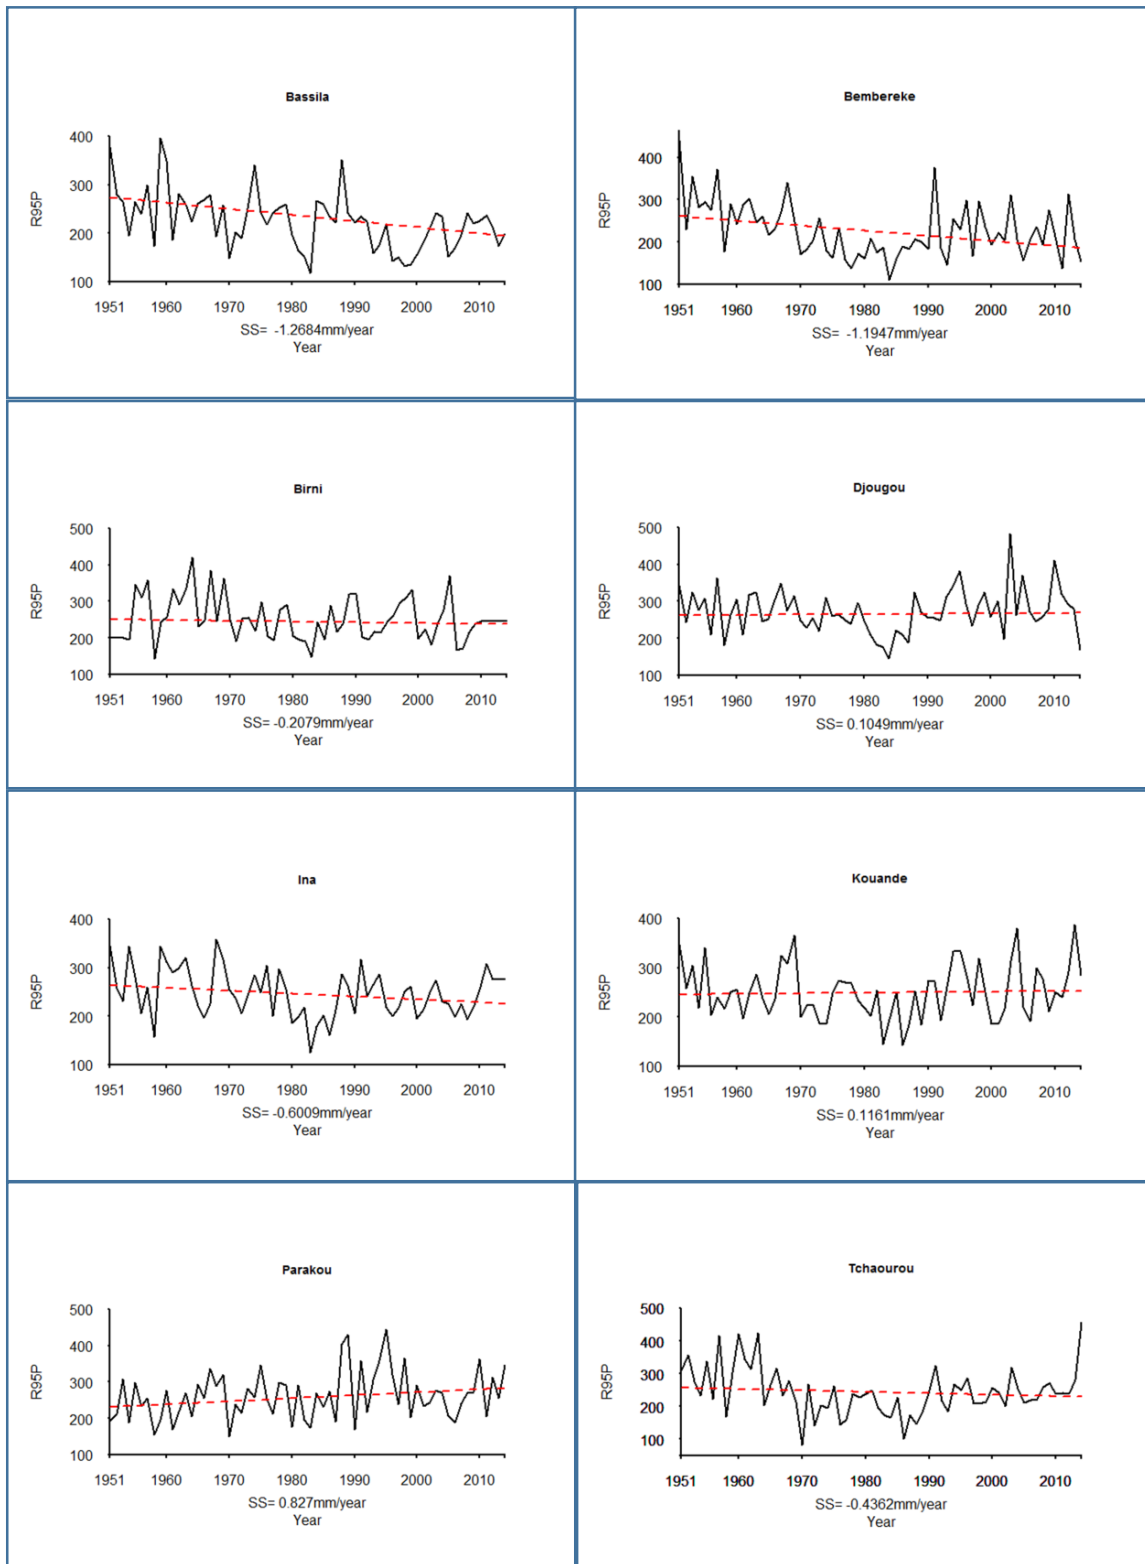 Bassila
R95P
400
300
200
100
1951 1960 1970 1980 1990 2000 2010
SS= -1.2684mm/year
Year
Bembereke
R95P
400
300
200
100
1951 1960 1970 1980 1990 2000 2010
SS= -1.1947mm/year
Year
Birni
R95P
500
400
300
200
100
1951 1960 1970 1980 1990 2000 2010
SS= -0.2079mm/year
Year
Djougou
R95P
500
400
300
200
100
1951 1960 1970 1980 1990 2000 2010
SS= 0.1049mm/year
Year
Ina
R95P
400
300
200
100
1951 1960 1970 1980 1990 2000 2010
SS= -0.6009mm/year
Year
Kouande
R95P
400
300
200
100
1951 1960 1970 1980 1990 2000 2010
SS= 0.1161mm/year
Year
Parakou
R95P
500
400
300
200
100
1951 1960 1970 1980 1990 2000 2010
SS= 0.827mm/year
Year
Tchaourou
R95P
500
400
300
200
100
1951 1960 1970 1980 1990 2000 2010
SS= -0.4362mm/year
Year